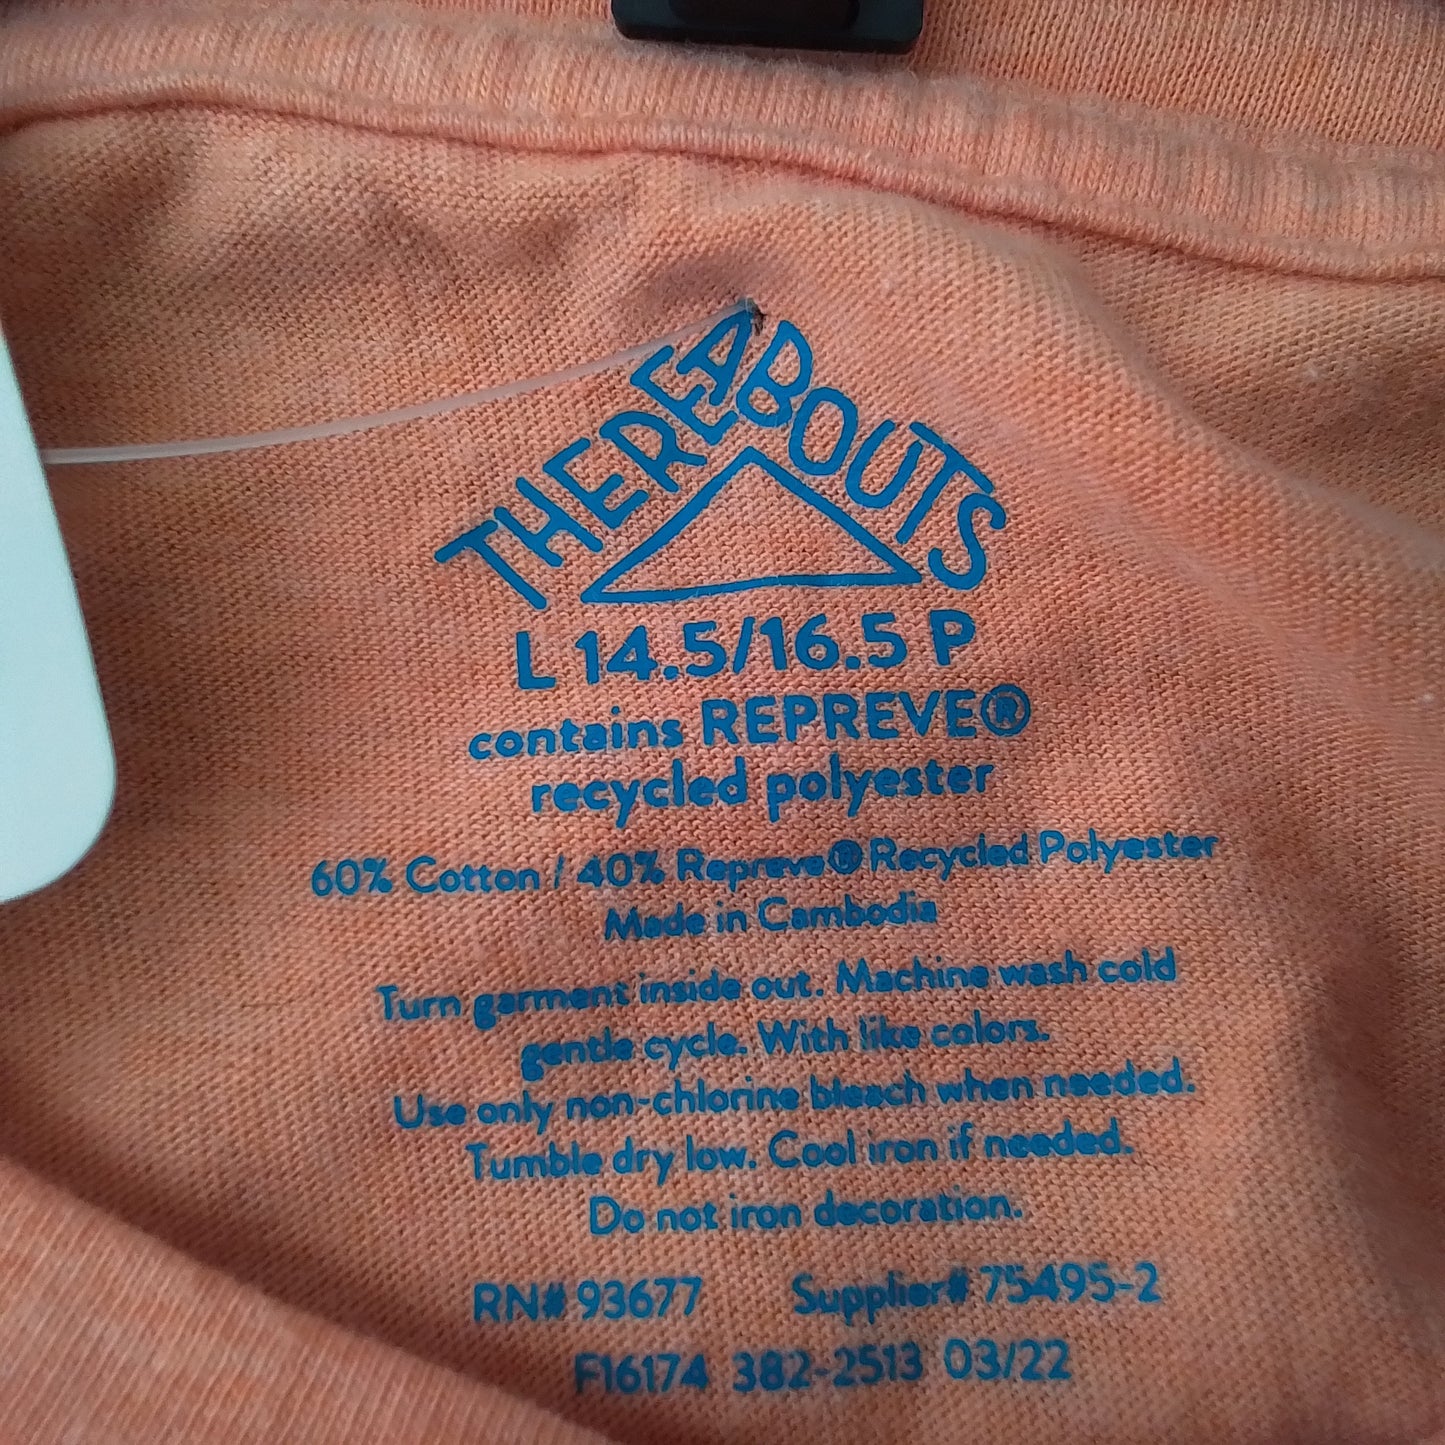 THEREABOUTS
L 14.5/16.5 P
contains REPREVE®
recycled polyester
60% Cotton / 40% Repreve® Recycled Polyester
Made in Cambodia
Turn garment inside out. Machine wash cold
gentle cycle. With like colors.
Use only non-chlorine bleach when needed.
Tumble dry low. Cool iron if needed.
Do not iron decoration.
RN# 93677 Supplier# 75495-2
F16174 382-2513 03/22